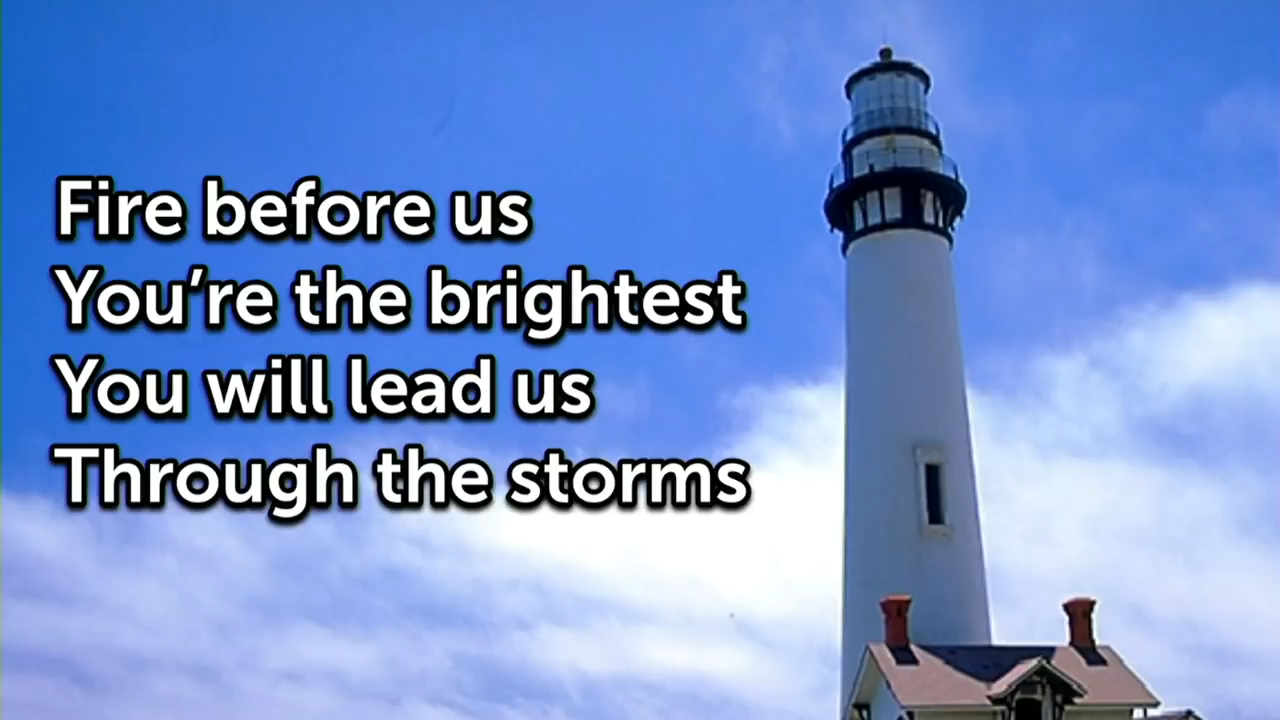 Fire before us
You’re the brightest
You will lead us
Through the storms